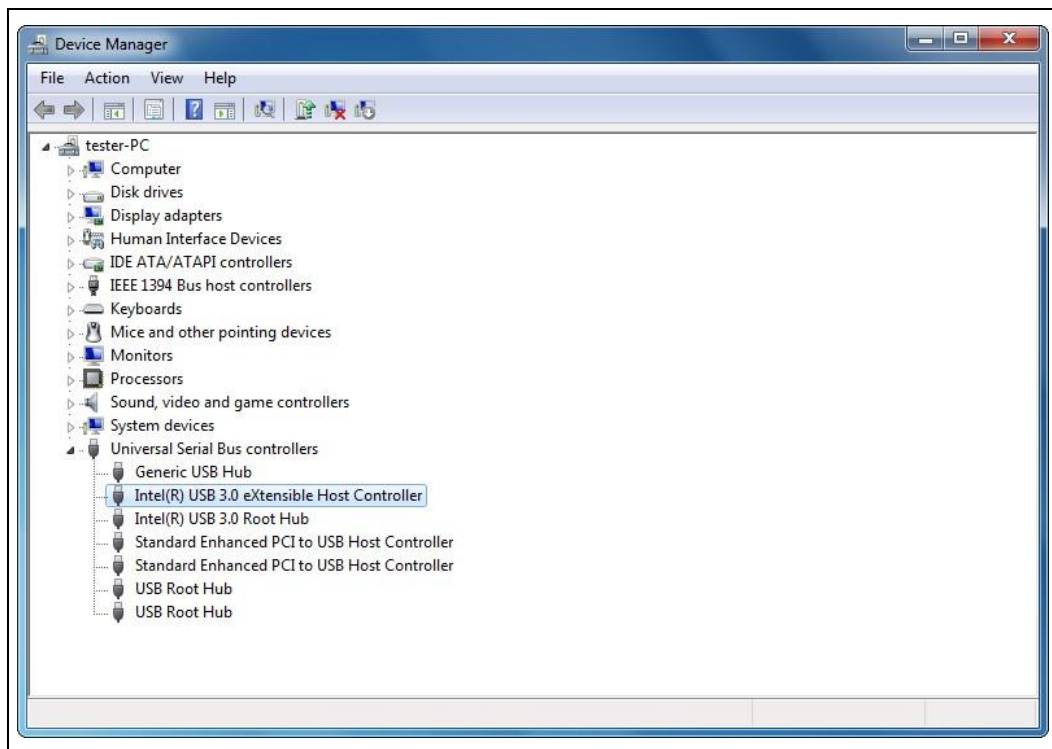 Device Manager
File Action View Help
tester-PC
Computer
Disk drives
Display adapters
Human Interface Devices
IDE ATA/ATAPI controllers
IEEE 1394 Bus host controllers
Keyboards
Mice and other pointing devices
Monitors
Processors
Sound, video and game controllers
System devices
Universal Serial Bus controllers
Generic USB Hub
Intel(R) USB 3.0 eXtensible Host Controller
Intel(R) USB 3.0 Root Hub
Standard Enhanced PCI to USB Host Controller
Standard Enhanced PCI to USB Host Controller
USB Root Hub
USB Root Hub